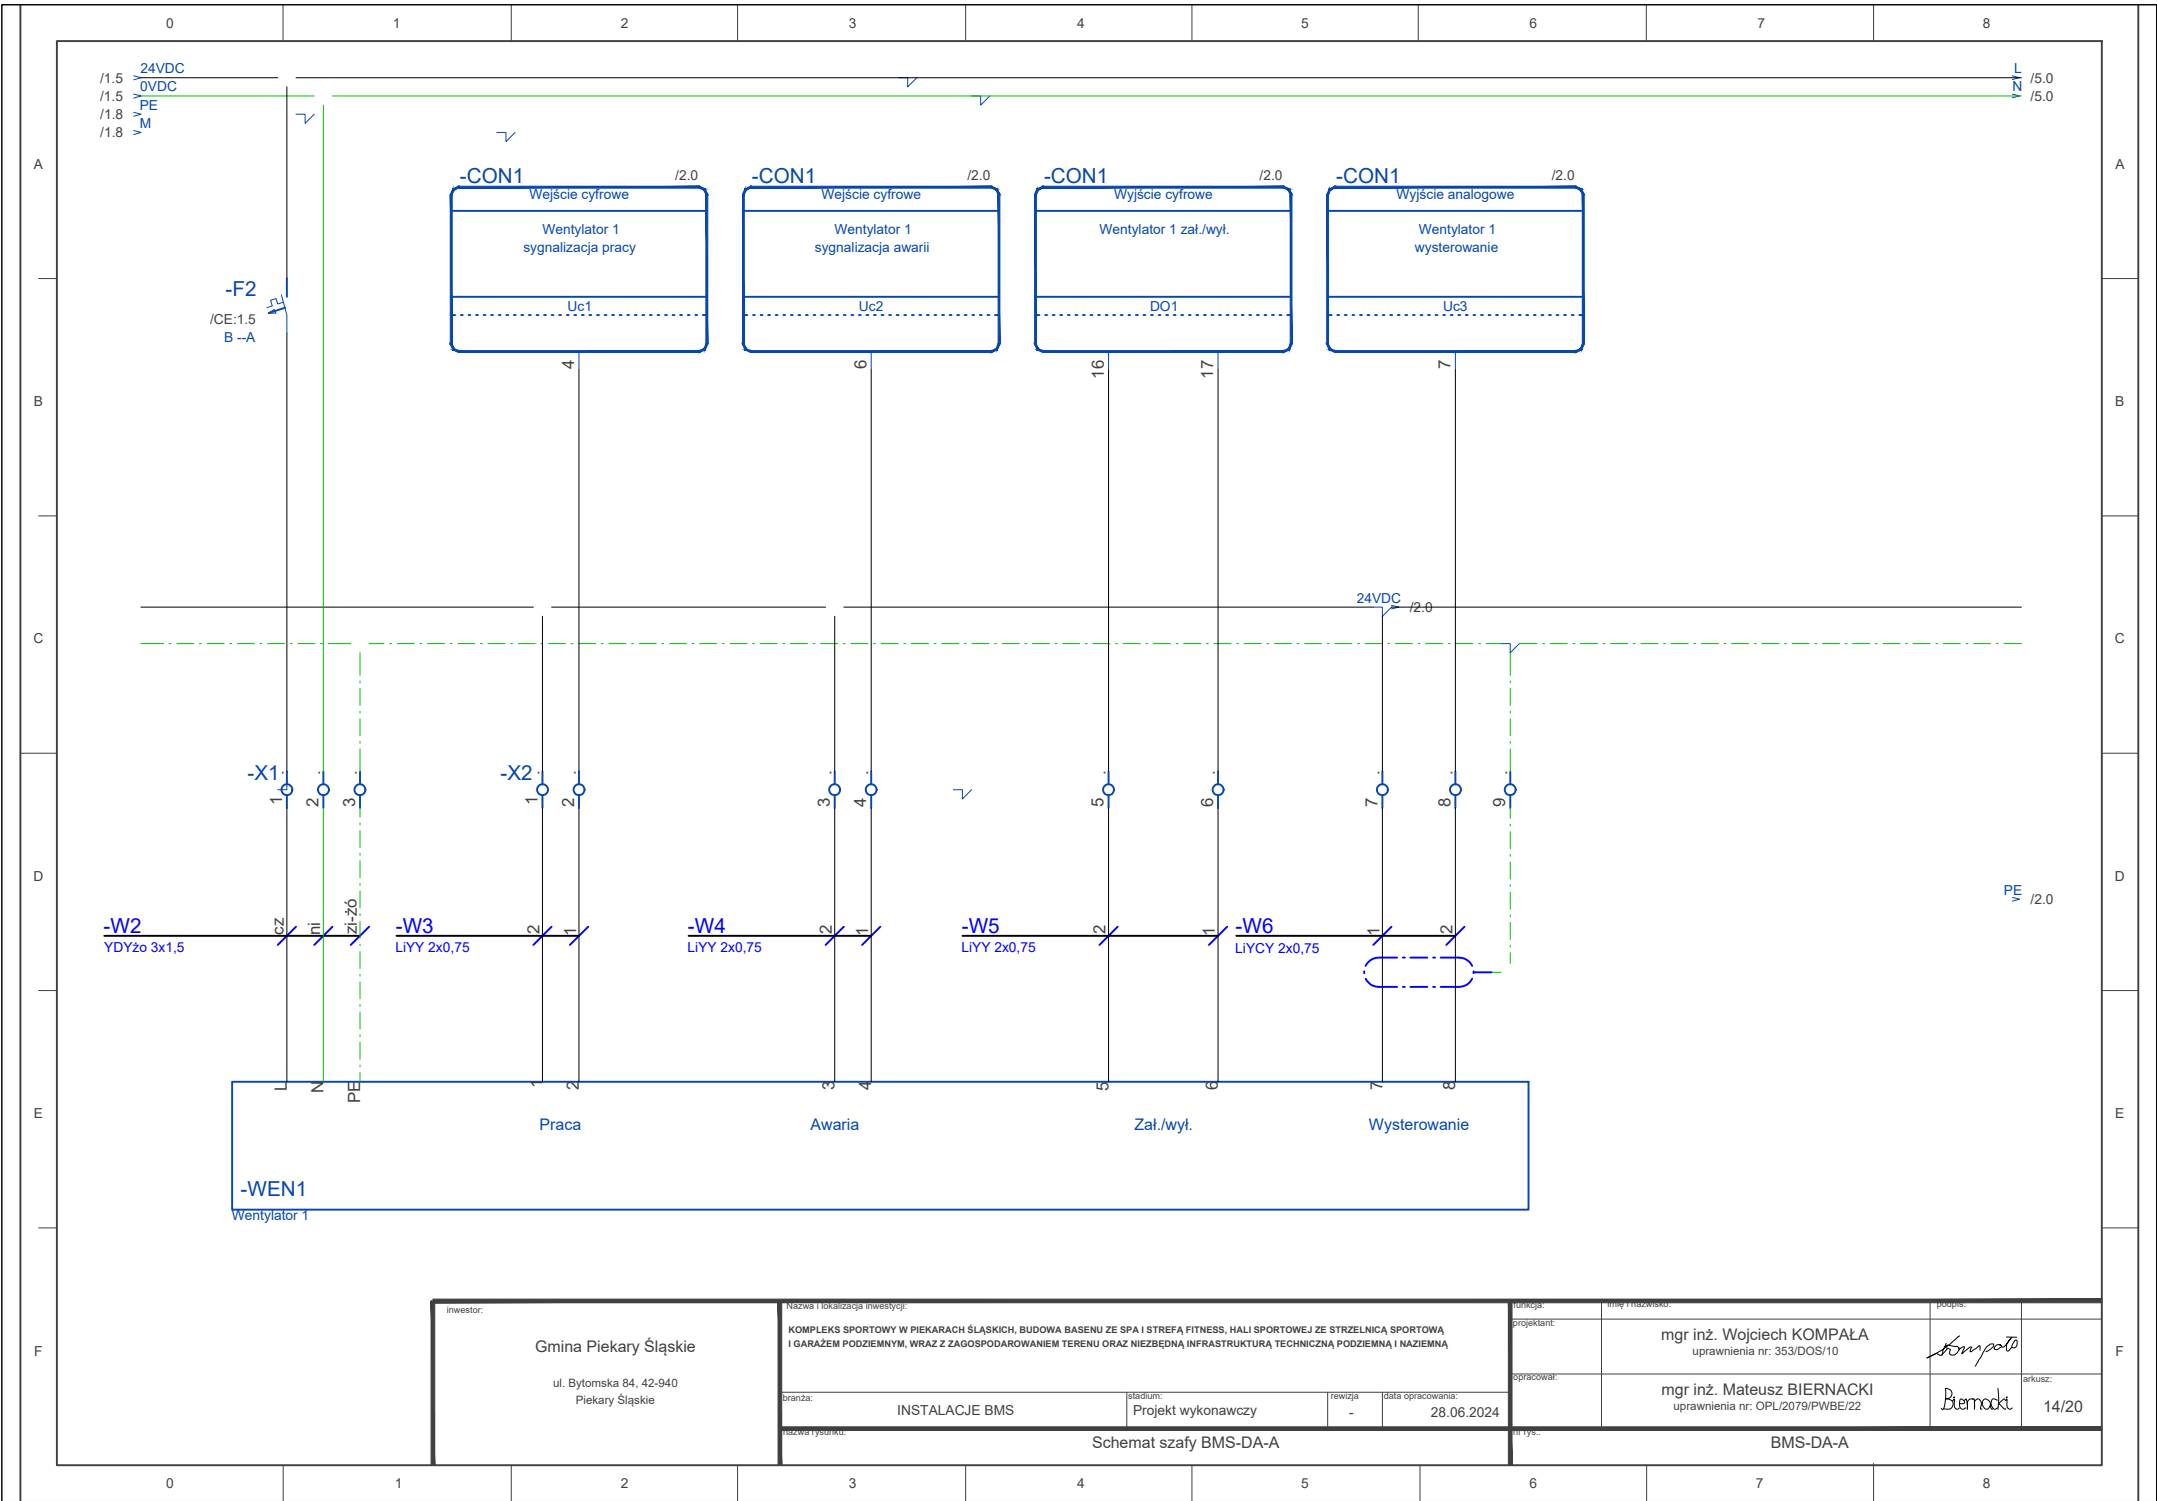 0 1 2 3 4 5 6 7 8
/1.5 24VDC
/1.5 0VDC
/1.8 PE
/1.8 M
L /5.0
N /5.0
A A
-CON1 /2.0
Wejście cyfrowe
Wentylator 1
sygnalizacja pracy
Uc1
4
-CON1 /2.0
Wejście cyfrowe
Wentylator 1
sygnalizacja awarii
Uc2
6
-CON1 /2.0
Wyjście cyfrowe
Wentylator 1 zał./wył.
DO1
16 17
-CON1 /2.0
Wyjście analogowe
Wentylator 1
wysterowanie
Uc3
7
-F2
/CE:1.5
B --A
B B
24VDC /2.0
C C
-X1 1 2 3
-X2 1 2 3 4 5 6 7 8 9
D D
PE /2.0
-W2 cz ni zi-żó
YDYżo 3x1,5
-W3 2 1
LiYY 2x0,75
-W4 2 1
LiYY 2x0,75
-W5 2 1
LiYY 2x0,75
-W6 1 2
LiYCY 2x0,75
L N PE 1 2 3 4 5 6 7 8
E E
Praca Awaria Zał./wył. Wysterowanie
-WEN1
Wentylator 1
F F
inwestor:
Gmina Piekary Śląskie
ul. Bytomska 84, 42-940
Piekary Śląskie
Nazwa i lokalizacja inwestycji:
KOMPLEKS SPORTOWY W PIEKARACH ŚLĄSKICH, BUDOWA BASENU ZE SPA I STREFĄ FITNESS, HALI SPORTOWEJ ZE STRZELNICĄ SPORTOWĄ
I GARAŻEM PODZIEMNYM, WRAZ Z ZAGOSPODAROWANIEM TERENU ORAZ NIEZBĘDNĄ INFRASTRUKTURĄ TECHNICZNĄ PODZIEMNĄ I NAZIEMNĄ
branża:
INSTALACJE BMS
stadium:
Projekt wykonawczy
rewizja
-
data opracowania:
28.06.2024
nazwa rysunku:
Schemat szafy BMS-DA-A
funkcja: imię i nazwisko: podpis:
projektant:
mgr inż. Wojciech KOMPAŁA
uprawnienia nr: 353/DOS/10
Kompała
opracował:
mgr inż. Mateusz BIERNACKI
uprawnienia nr: OPL/2079/PWBE/22
Biernacki
arkusz:
14/20
nr rys.:
BMS-DA-A
0 1 2 3 4 5 6 7 8